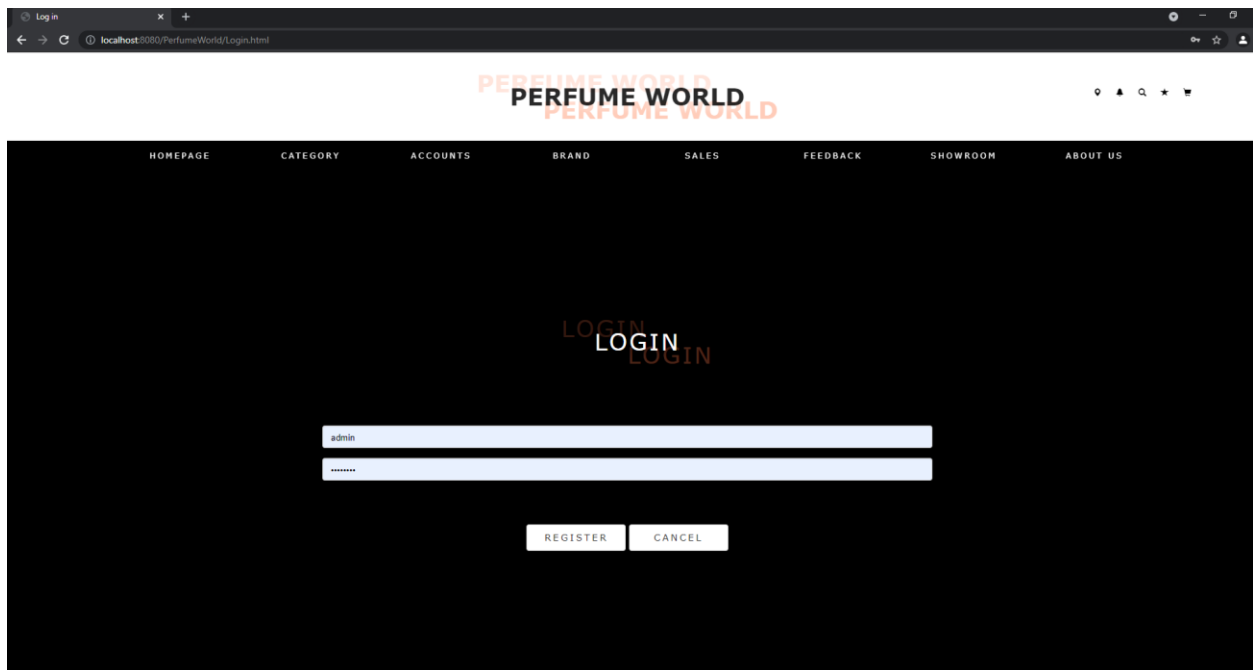 Log in
localhost:8080/PerfumeWorld/Login.html
PERFUME WORLD
PERFUME WORLD
PERFUME WORLD
HOMEPAGE CATEGORY ACCOUNTS BRAND SALES FEEDBACK SHOWROOM ABOUT US
LOGIN
LOGIN
LOGIN
admin
••••••••
REGISTER CANCEL